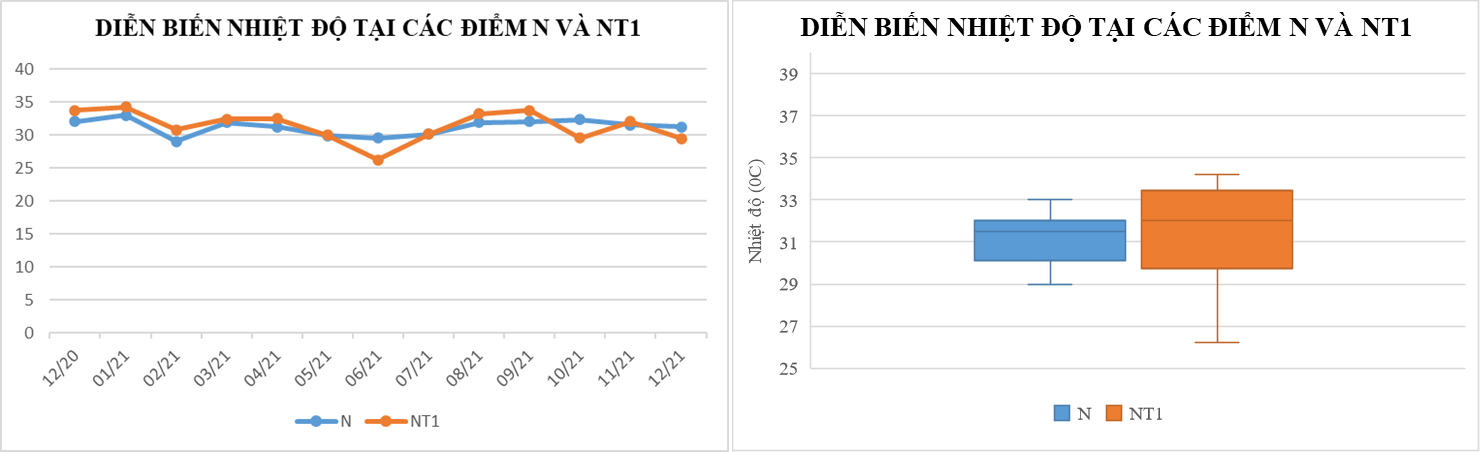 DIỄN BIẾN NHIỆT ĐỘ TẠI CÁC ĐIỂM N VÀ NT1
40
35
30
25
20
15
10
5
0
12/20 01/21 02/21 03/21 04/21 05/21 06/21 07/21 08/21 09/21 10/21 11/21 12/21
N NT1
DIỄN BIẾN NHIỆT ĐỘ TẠI CÁC ĐIỂM N VÀ NT1
Nhiệt độ (0C)
39
37
35
33
31
29
27
25
N NT1